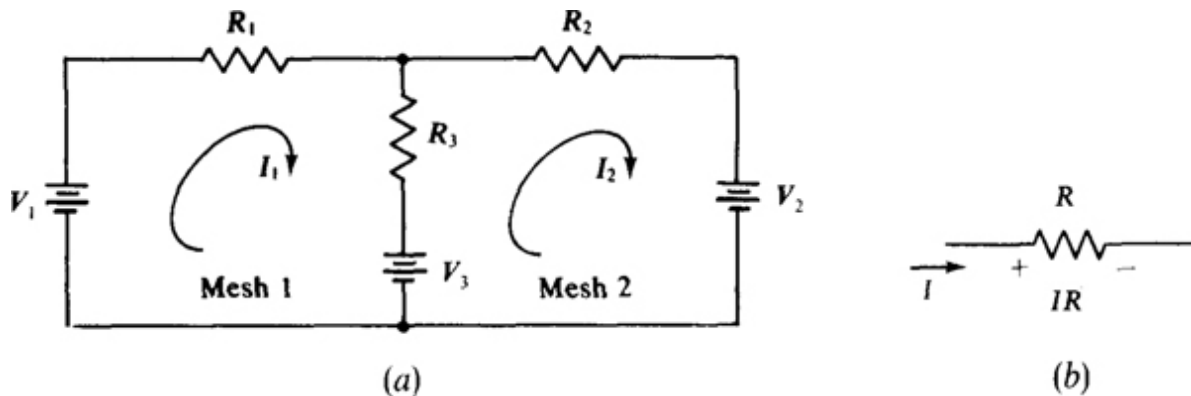 R₁ R₂
R₃
I₁ I₂
V₁ V₂
R
V₃
Mesh 1 Mesh 2
+ −
I IR
(a) (b)